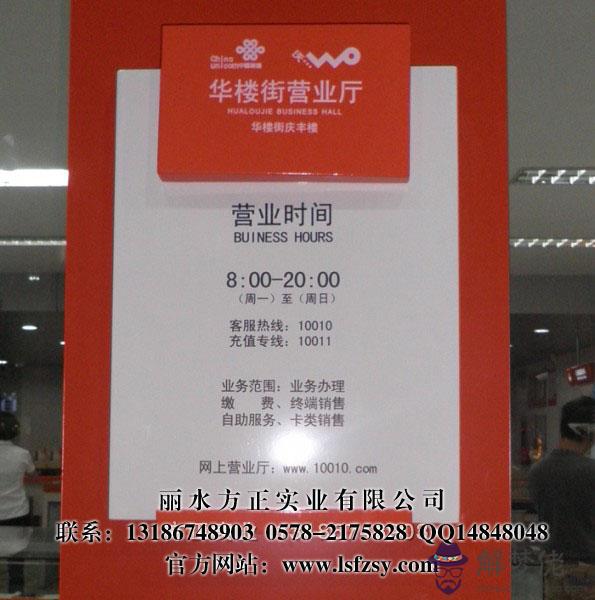 China
unicom中国联通
沃
WO
华楼街营业厅
HUALOUJIE BUSINESS HALL
华楼街庆丰楼
营业时间
BUINESS HOURS
8:00-20:00
（周一）至（周日）
客服热线：10010
充值专线：10011
业务范围：业务办理
缴 费、终端销售
自助服务、卡类销售
网上营业厅：www.10010.com
丽水方正实业有限公司
联系：13186748903 0578-2175828 QQ14848048
官方网站：www.lsfzsy.com